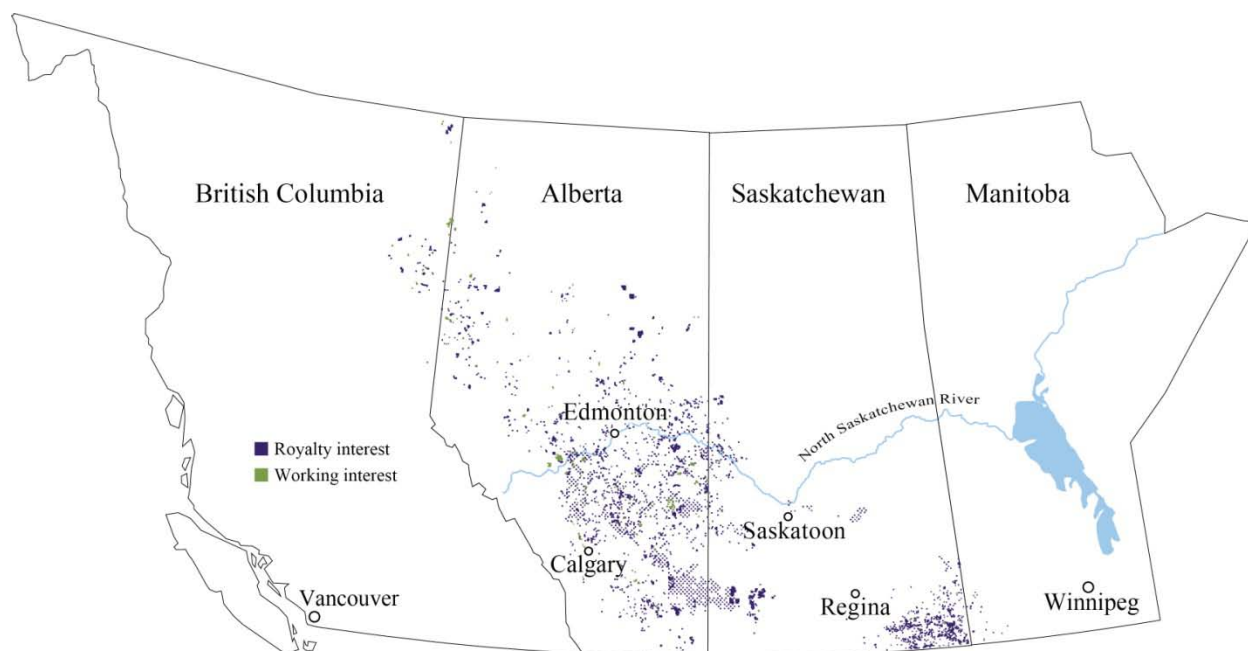 British Columbia
Alberta
Saskatchewan
Manitoba
Edmonton
North Saskatchewan River
Royalty interest
Working interest
Saskatoon
Calgary
Vancouver
Regina
Winnipeg